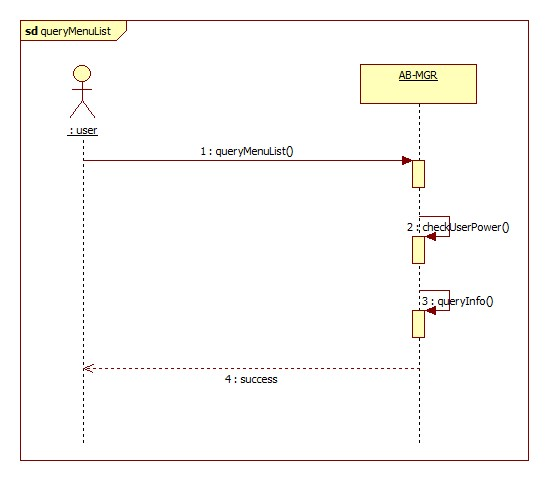 sd queryMenuList
AB-MGR
: user
1 : queryMenuList()
2 : checkUserPower()
3 : queryInfo()
4 : success